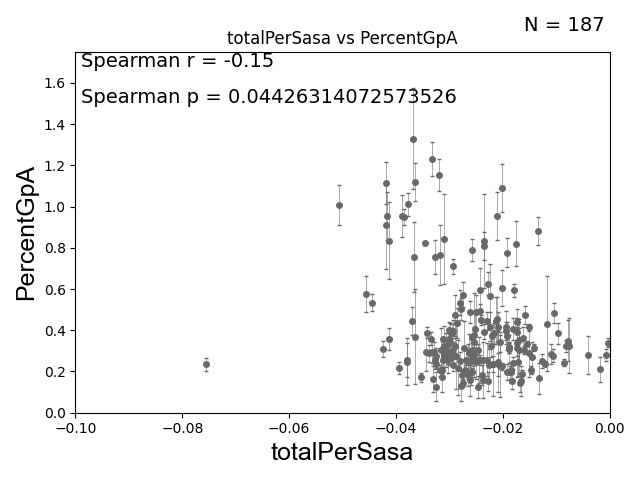 N = 187
totalPerSasa vs PercentGpA
Spearman r = -0.15
Spearman p = 0.04426314072573526
PercentGpA
1.6
1.4
1.2
1.0
0.8
0.6
0.4
0.2
0.0
−0.10 −0.08 −0.06 −0.04 −0.02 0.00
totalPerSasa